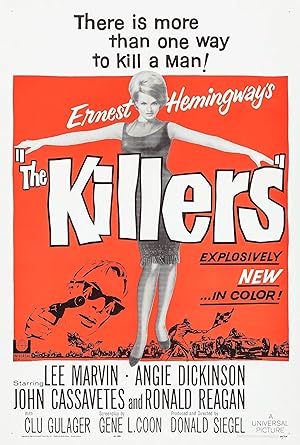 There is more
than one way
to kill a Man!
Ernest Hemingway's
"The Killers"
EXPLOSIVELY
NEW
...IN COLOR!
Starring LEE MARVIN · ANGIE DICKINSON
JOHN CASSAVETES and RONALD REAGAN
With CLU GULAGER Screenplay by GENE L. COON Produced and Directed by DONALD SIEGEL
A UNIVERSAL PICTURE